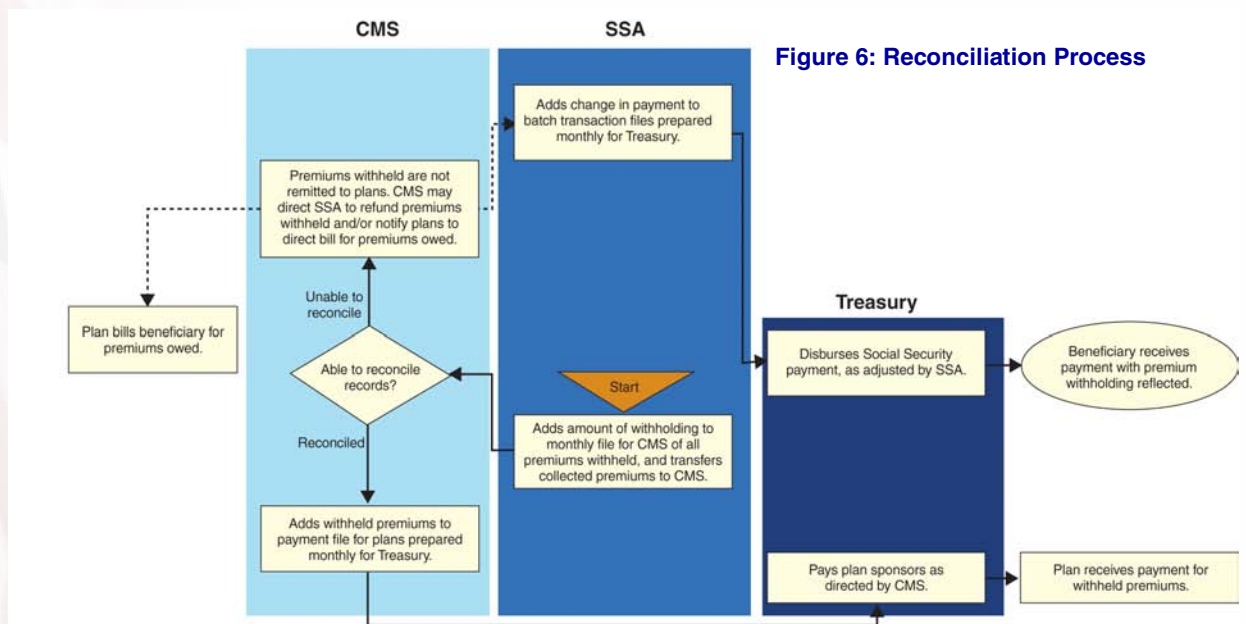 CMS
SSA
Figure 6: Reconciliation Process
Adds change in payment to
batch transaction files prepared
monthly for Treasury.
Premiums withheld are not
remitted to plans. CMS may
direct SSA to refund premiums
withheld and/or notify plans to
direct bill for premiums owed.
Unable to
reconcile
Plan bills beneficiary for
premiums owed.
Able to reconcile
records?
Reconciled
Start
Adds amount of withholding to
monthly file for CMS of all
premiums withheld, and transfers
collected premiums to CMS.
Adds withheld premiums to
payment file for plans prepared
monthly for Treasury.
Treasury
Disburses Social Security
payment, as adjusted by SSA.
Beneficiary receives
payment with premium
withholding reflected.
Pays plan sponsors as
directed by CMS.
Plan receives payment for
withheld premiums.